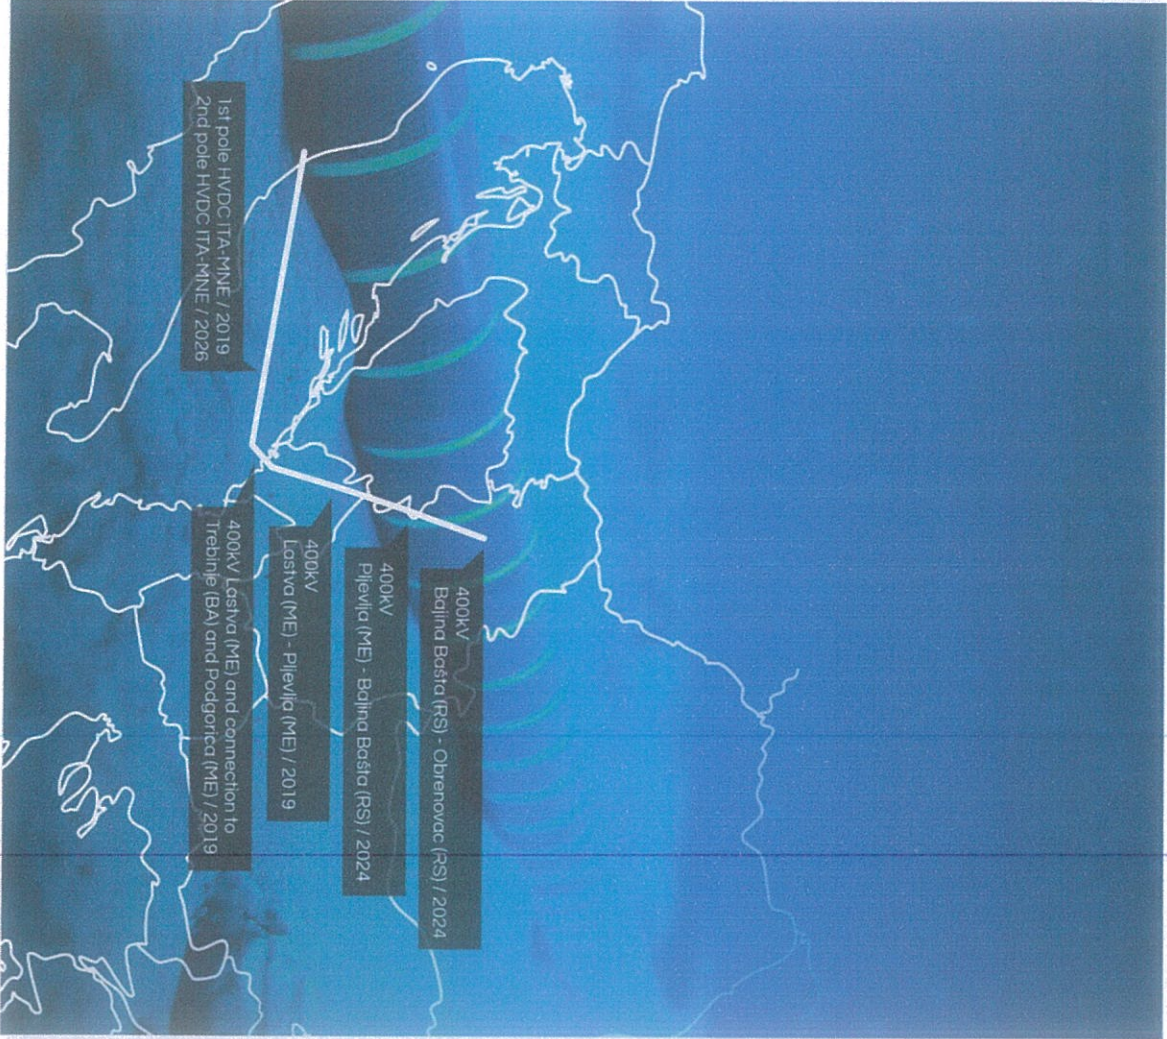 400kV
Bajina Bašta (RS) - Obrenovac (RS) / 2024
400kV
Pljevlja (ME) - Bajina Bašta (RS) / 2024
400kV
Lastva (ME) - Pljevlja (ME) / 2019
1st pole HVDC ITA-MNE / 2019
2nd pole HVDC ITA-MNE / 2026
400kV Lastva (ME) and connection to
Trebinje (BA) and Podgorica (ME) / 2019